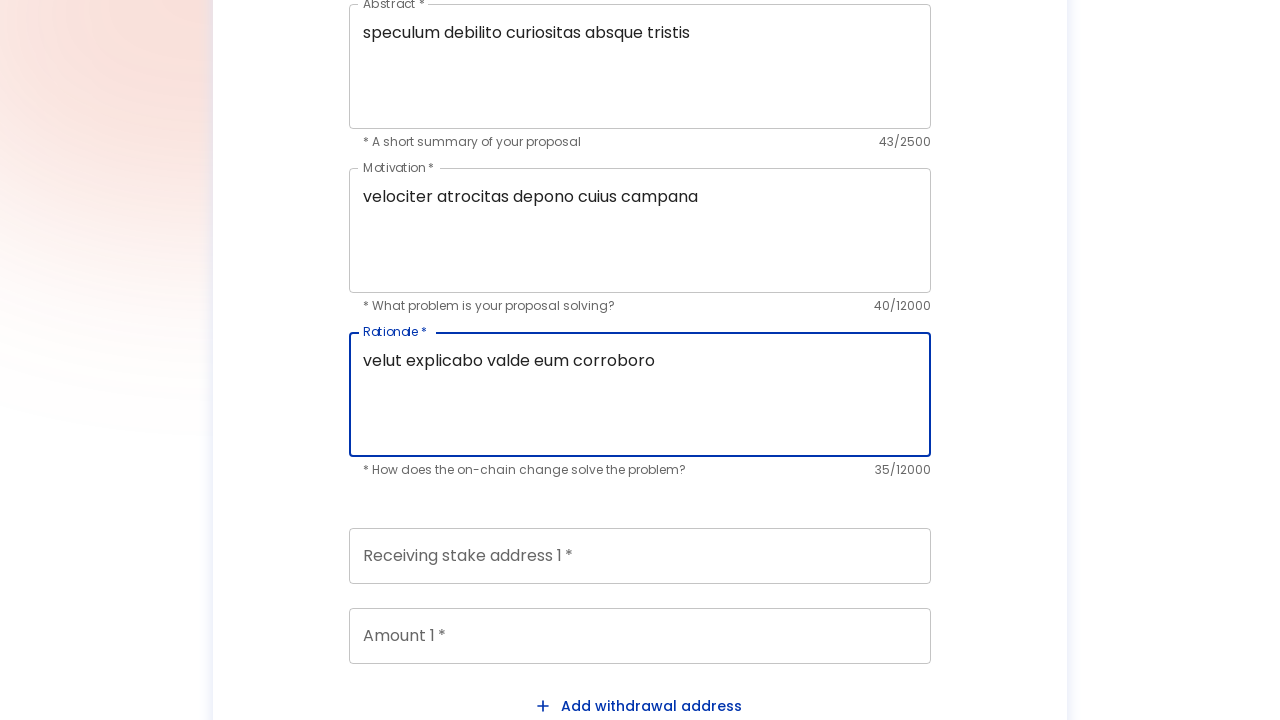 Abstract *
speculum debilito curiositas absque tristis
* A short summary of your proposal 43/2500
Motivation *
velociter atrocitas depono cuius campana
* What problem is your proposal solving? 40/12000
Rationale *
velut explicabo valde eum corroboro
* How does the on-chain change solve the problem? 35/12000
Receiving stake address 1 *
Amount 1 *
+ Add withdrawal address